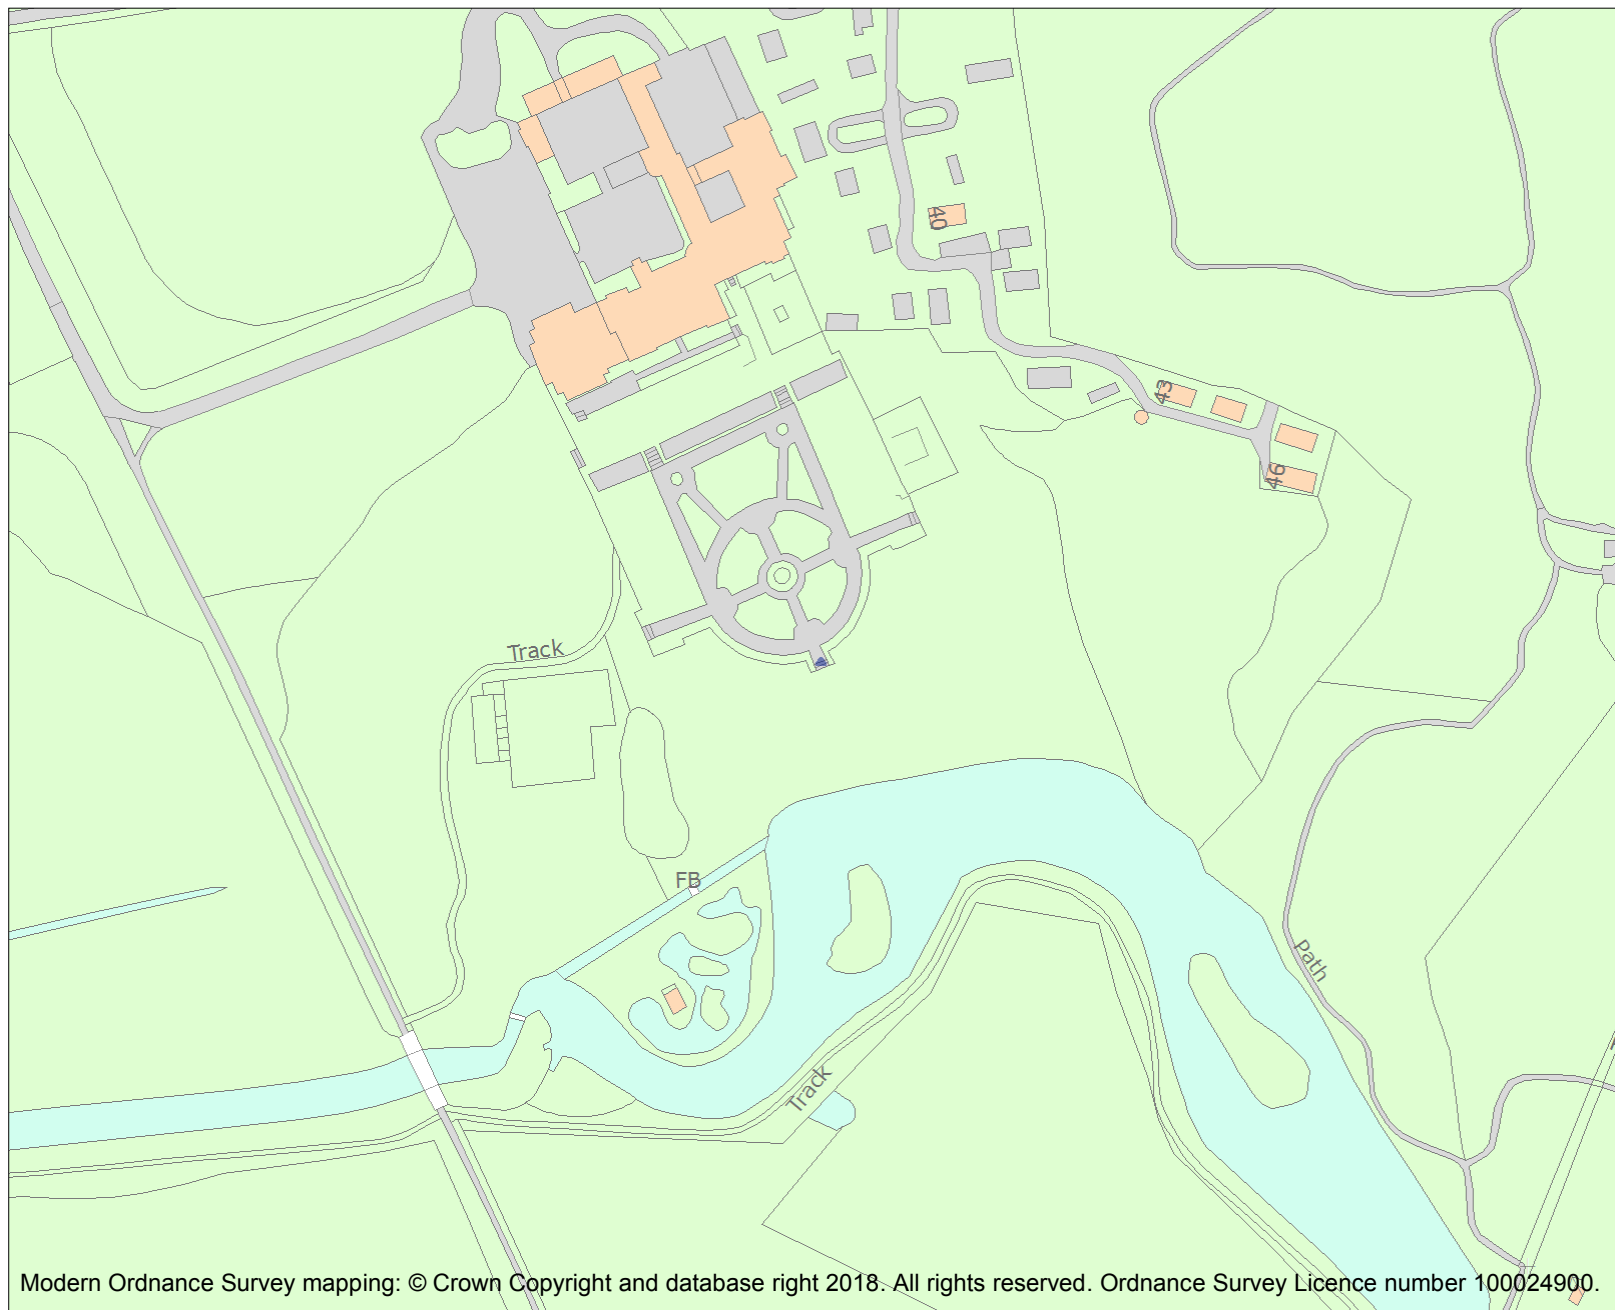 40
43
46
Track
FB
Path
Track
Modern Ordnance Survey mapping: © Crown Copyright and database right 2018. All rights reserved. Ordnance Survey Licence number 100024900.